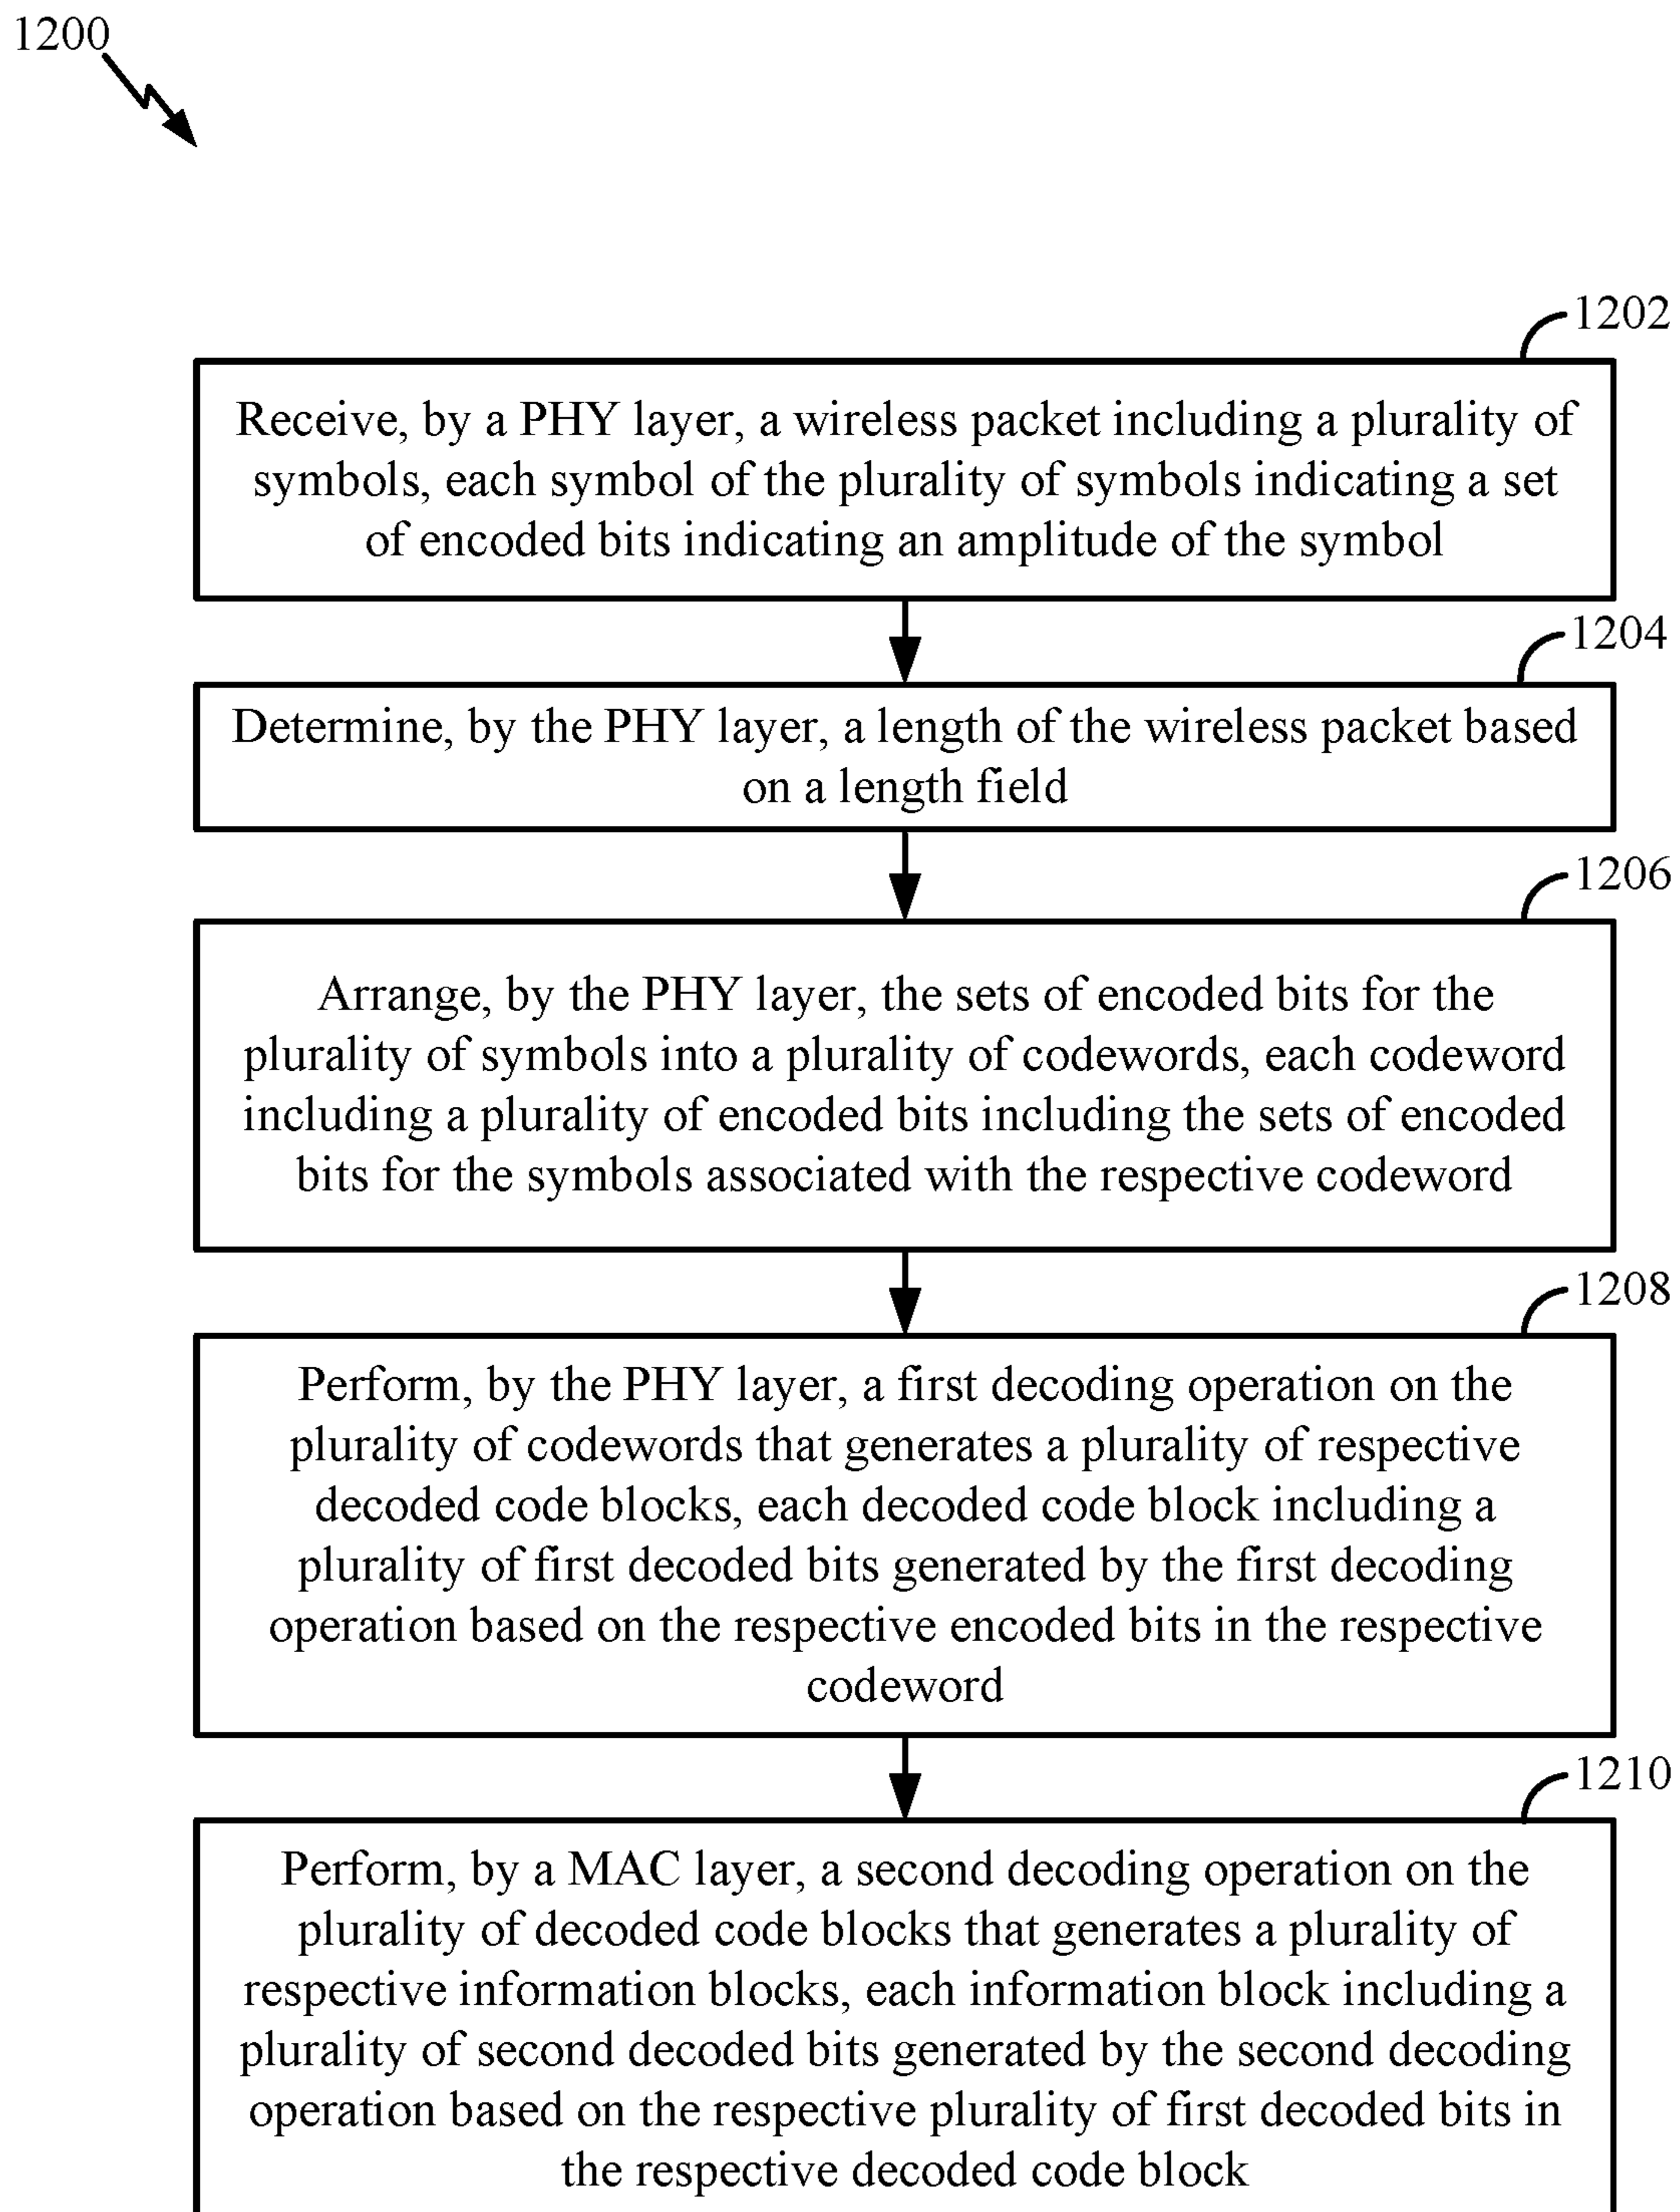 1200
1202
Receive, by a PHY layer, a wireless packet including a plurality of
symbols, each symbol of the plurality of symbols indicating a set
of encoded bits indicating an amplitude of the symbol
1204
Determine, by the PHY layer, a length of the wireless packet based
on a length field
1206
Arrange, by the PHY layer, the sets of encoded bits for the
plurality of symbols into a plurality of codewords, each codeword
including a plurality of encoded bits including the sets of encoded
bits for the symbols associated with the respective codeword
1208
Perform, by the PHY layer, a first decoding operation on the
plurality of codewords that generates a plurality of respective
decoded code blocks, each decoded code block including a
plurality of first decoded bits generated by the first decoding
operation based on the respective encoded bits in the respective
codeword
1210
Perform, by a MAC layer, a second decoding operation on the
plurality of decoded code blocks that generates a plurality of
respective information blocks, each information block including a
plurality of second decoded bits generated by the second decoding
operation based on the respective plurality of first decoded bits in
the respective decoded code block